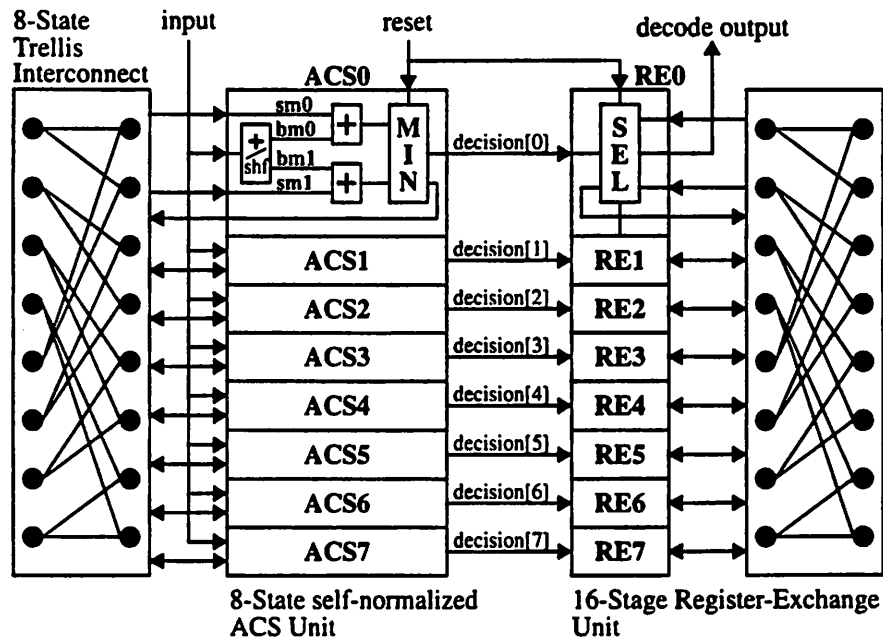 8-State
Trellis
Interconnect
input
reset
decode output
ACS0
RE0
sm0
bm0
+
+
shf
bm1
sm1
+
M
I
N
decision[0]
S
E
L
ACS1
decision[1]
RE1
ACS2
decision[2]
RE2
ACS3
decision[3]
RE3
ACS4
decision[4]
RE4
ACS5
decision[5]
RE5
ACS6
decision[6]
RE6
ACS7
decision[7]
RE7
8-State self-normalized
ACS Unit
16-Stage Register-Exchange
Unit